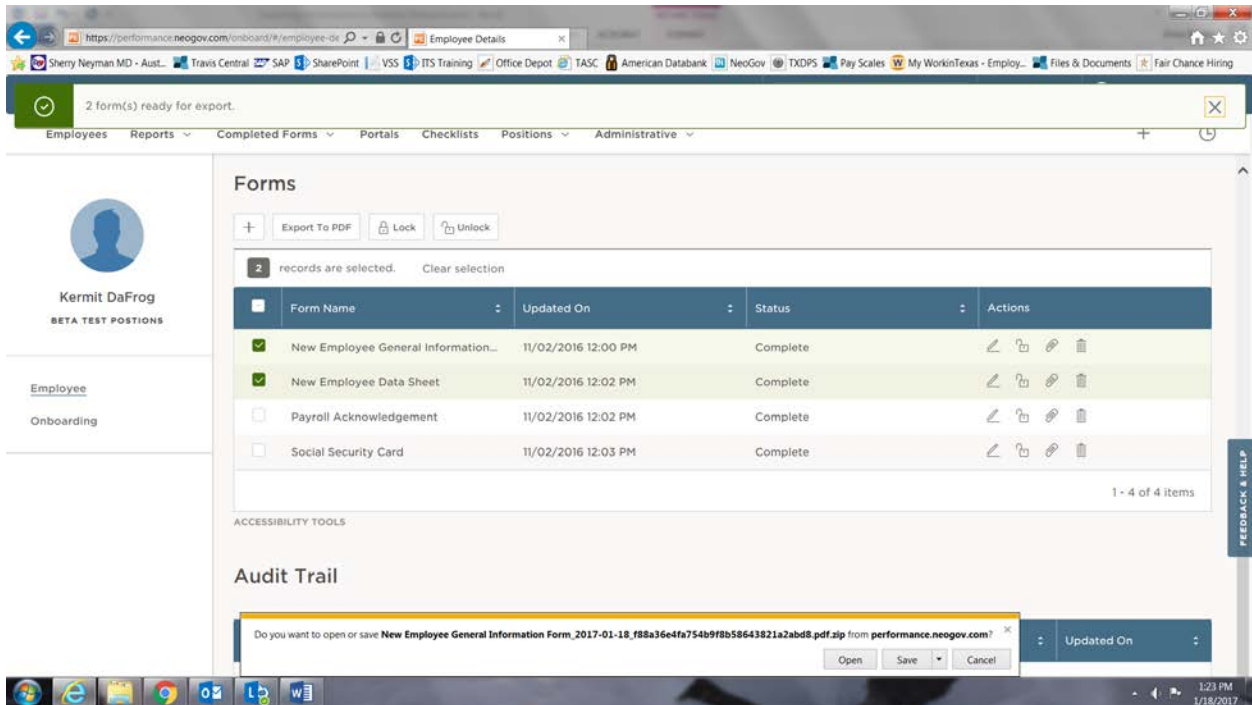 https://performance.neogov.com/onboard/#/employee-de
Employee Details
Sherry Neyman MD - Aust... Travis Central SAP SharePoint VSS ITS Training Office Depot TASC American Databank NeoGov TXDPS Pay Scales My WorkinTexas - Employ... Files & Documents Fair Chance Hiring
2 form(s) ready for export.
Employees Reports Completed Forms Portals Checklists Positions Administrative
Forms
Export To PDF Lock Unlock
2 records are selected. Clear selection
Kermit DaFrog
BETA TEST POSTIONS
Form Name Updated On Status Actions
New Employee General Information... 11/02/2016 12:00 PM Complete
New Employee Data Sheet 11/02/2016 12:02 PM Complete
Employee
Payroll Acknowledgement 11/02/2016 12:02 PM Complete
Onboarding
Social Security Card 11/02/2016 12:03 PM Complete
1 - 4 of 4 items
FEEDBACK & HELP
ACCESSIBILITY TOOLS
Audit Trail
Do you want to open or save New Employee General Information Form_2017-01-18_f88a36e4fa754b9f8b58643821a2abd8.pdf.zip from performance.neogov.com?
Updated On
Open Save Cancel
1:23 PM
1/18/2017